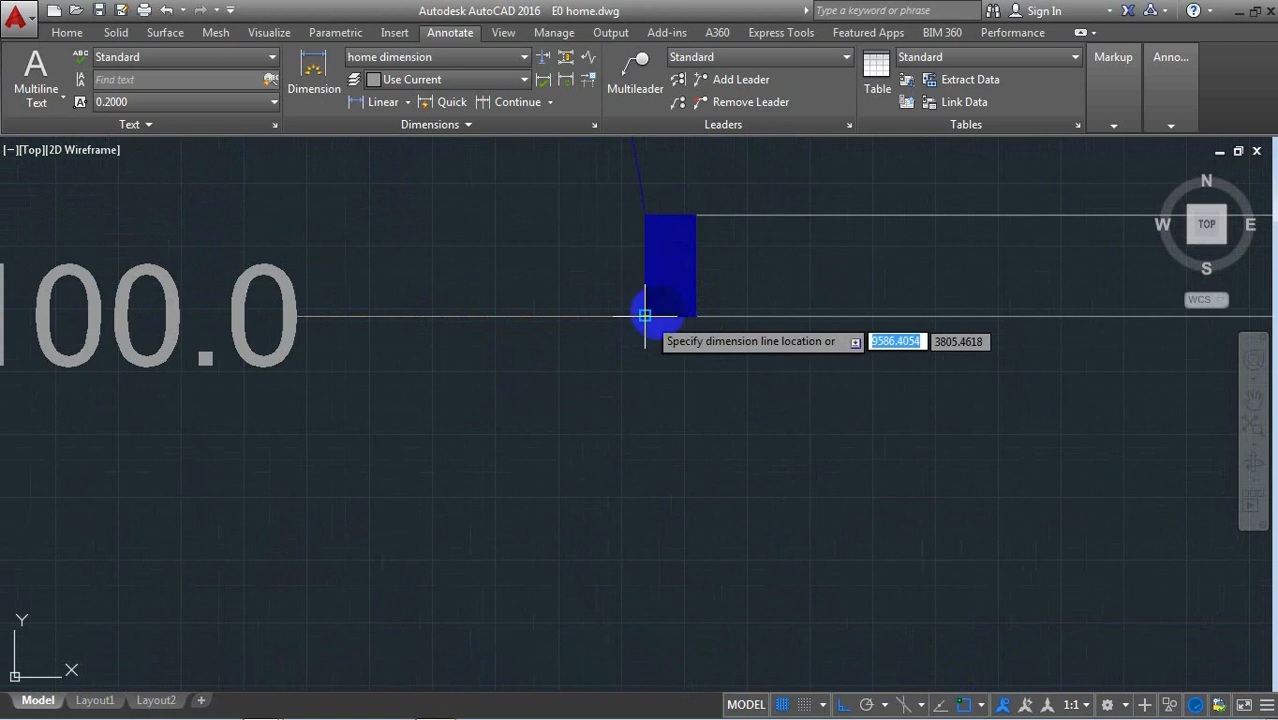 Autodesk AutoCAD 2016 E0 home.dwg
Type a keyword or phrase
Sign In
Home Solid Surface Mesh Visualize Parametric Insert Annotate View Manage Output Add-ins A360 Express Tools Featured Apps BIM 360 Performance
Standard
home dimension
Standard
Standard
Markup
Anno...
Find text
Use Current
Add Leader
Extract Data
Multiline
Text
0.2000
Dimension
Linear
Quick
Continue
Multileader
Remove Leader
Table
Link Data
Text
Dimensions
Leaders
Tables
[−][Top][2D Wireframe]
N
W
TOP
E
S
WCS
100.0
Specify dimension line location or
9586.4054
3805.4618
Y
X
Model Layout1 Layout2 +
MODEL
1:1